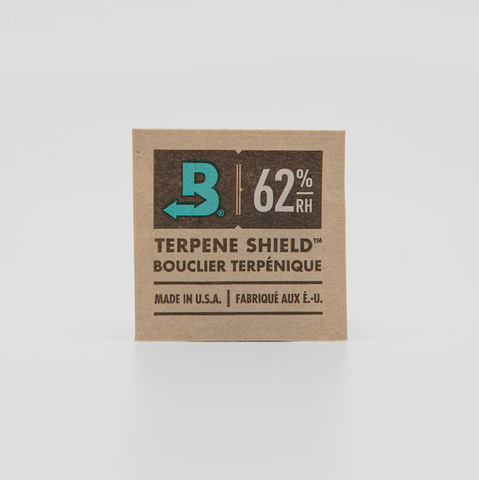 B® 62% RH
TERPENE SHIELD™
BOUCLIER TERPÉNIQUE
MADE IN U.S.A. | FABRIQUÉ AUX É.-U.